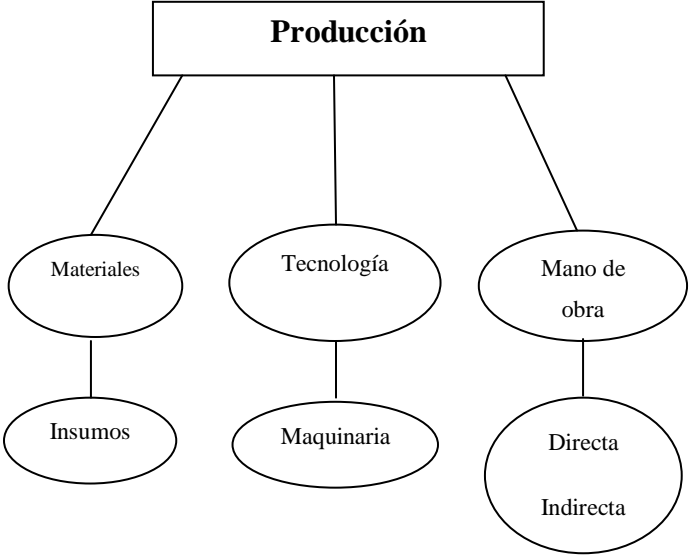 Producción
Materiales
Tecnología
Mano de
obra
Insumos
Maquinaria
Directa
Indirecta